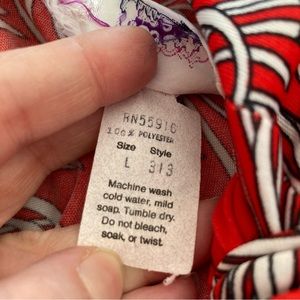 RN55916
100% POLYESTER
Size Style
L 313
Machine wash
cold water, mild
soap. Tumble dry.
Do not bleach,
soak, or twist.